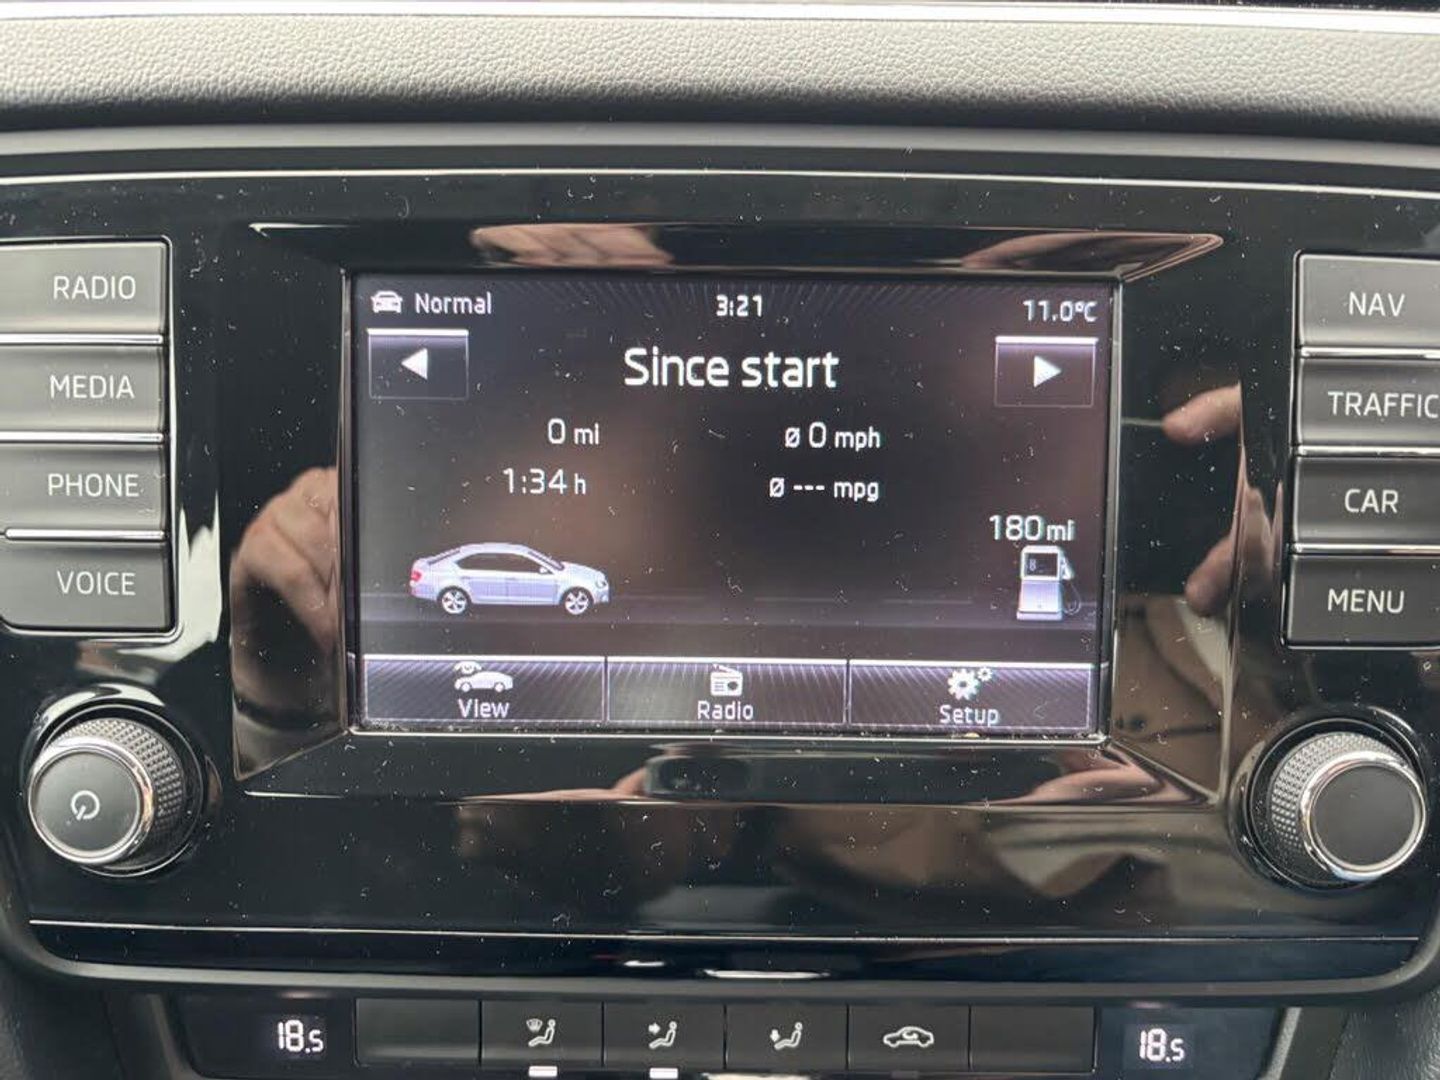 RADIO
MEDIA
PHONE
VOICE
Normal 3:21 11.0°C
Since start
0 mi ø 0 mph
1:34 h ø --- mpg
180 mi
View Radio Setup
NAV
TRAFFIC
CAR
MENU
18.5 18.5